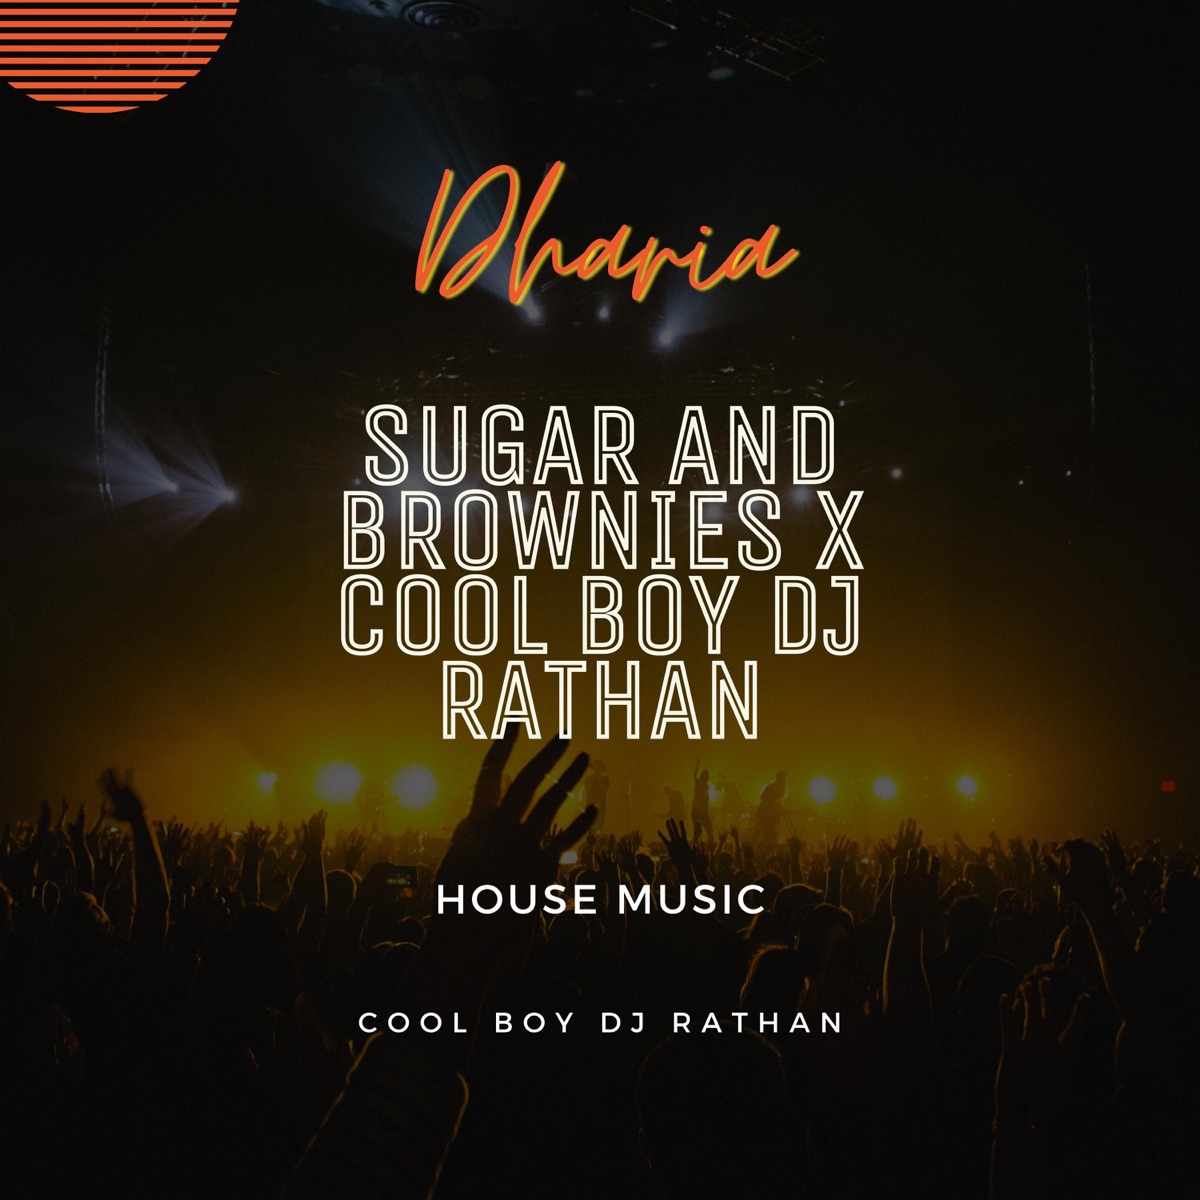 Dharia
SUGAR AND
BROWNIES X
COOL BOY DJ
RATHAN
HOUSE MUSIC
COOL BOY DJ RATHAN